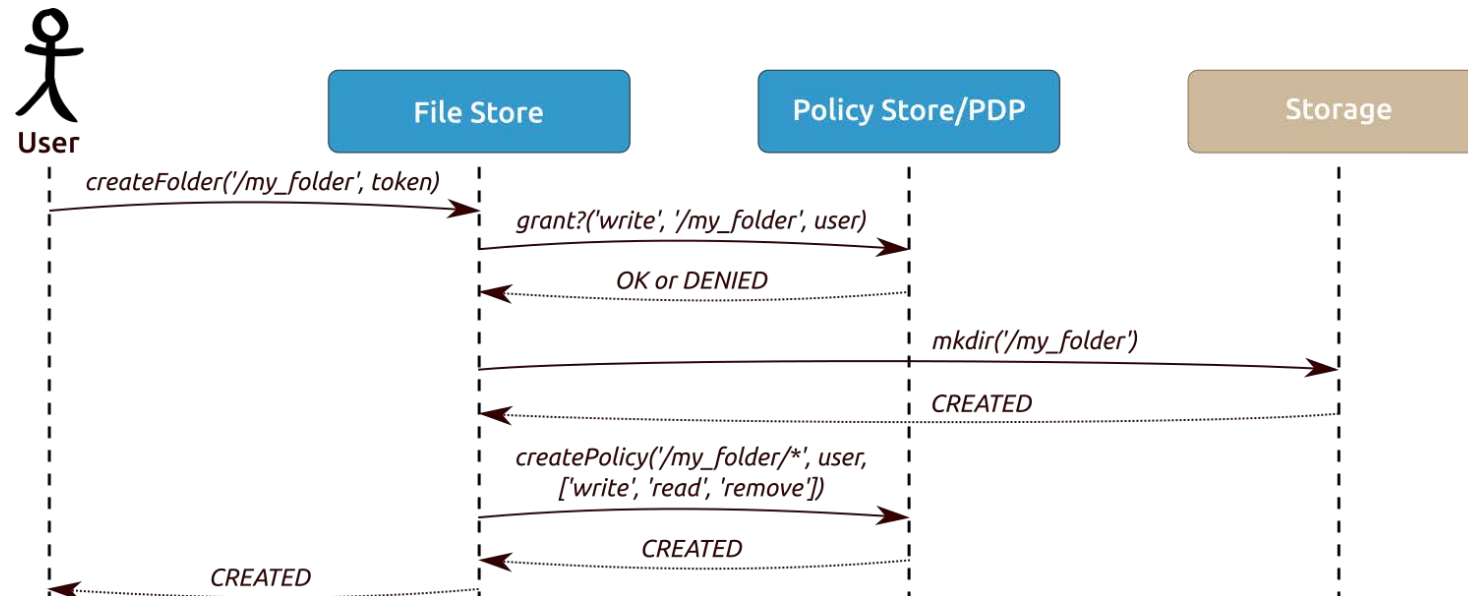 User
File Store
Policy Store/PDP
Storage
createFolder('/my_folder', token)
grant?('write', '/my_folder', user)
OK or DENIED
mkdir('/my_folder')
CREATED
createPolicy('/my_folder/*', user,
['write', 'read', 'remove'])
CREATED
CREATED